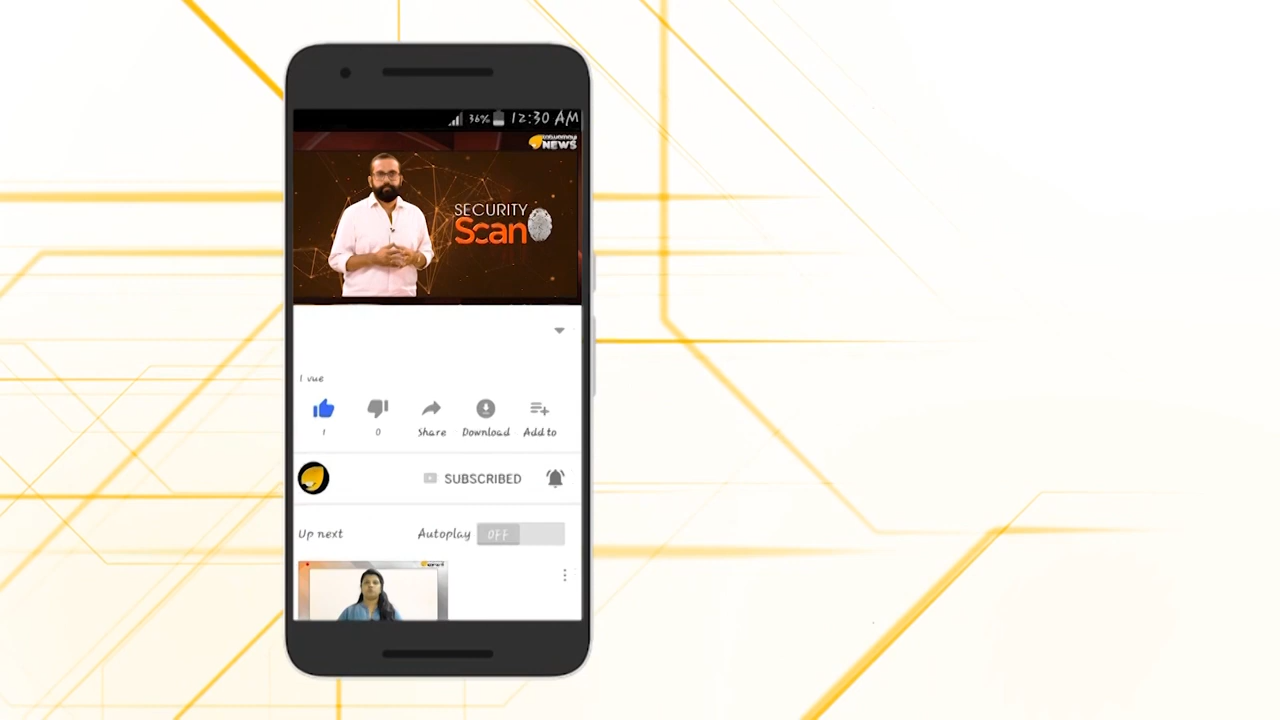 36% 12:30 AM
tatwamayi
NEWS
SECURITY
Scan
1 vue
1 0 Share Download Add to
SUBSCRIBED
Up next Autoplay OFF